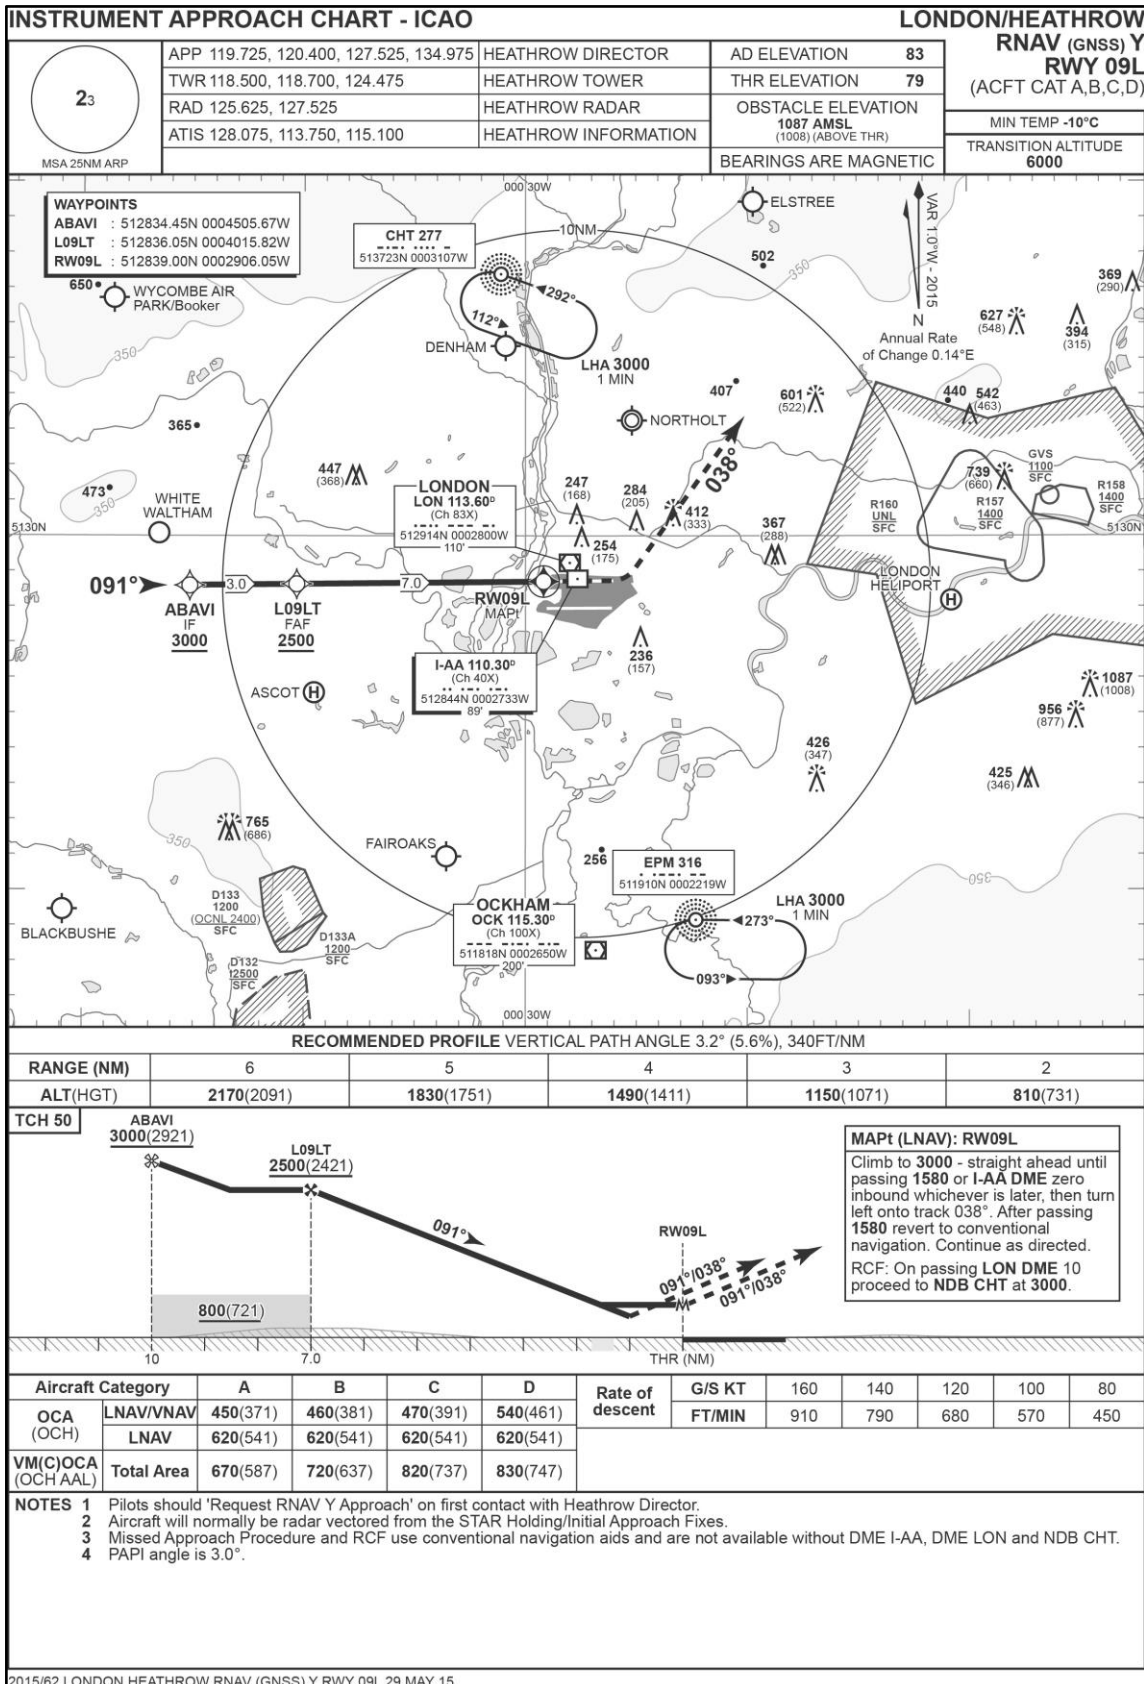 INSTRUMENT APPROACH CHART - ICAO
LONDON/HEATHROW
RNAV (GNSS) Y
RWY 09L
(ACFT CAT A,B,C,D)
23
MSA 25NM ARP
APP 119.725, 120.400, 127.525, 134.975 HEATHROW DIRECTOR
TWR 118.500, 118.700, 124.475 HEATHROW TOWER
RAD 125.625, 127.525 HEATHROW RADAR
ATIS 128.075, 113.750, 115.100 HEATHROW INFORMATION
AD ELEVATION 83
THR ELEVATION 79
OBSTACLE ELEVATION
1087 AMSL
(1008) (ABOVE THR)
BEARINGS ARE MAGNETIC
MIN TEMP -10°C
TRANSITION ALTITUDE
6000
WAYPOINTS
ABAVI : 512834.45N 0004505.67W
L09LT : 512836.05N 0004015.82W
RW09L : 512839.00N 0002906.05W
000 30W
ELSTREE
10NM
CHT 277
513723N 0003107W
502
350
650
WYCOMBE AIR
PARK/Booker
292°
112°
DENHAM
LHA 3000
1 MIN
VAR 1.0°W - 2015
N
Annual Rate
of Change 0.14°E
369
(290)
627
(548)
394
(315)
350
407
601
(522)
440
542
(463)
365
NORTHOLT
038°
447
(368)
LONDON
LON 113.60D
(Ch 83X)
512914N 0002800W
110'
247
(168)
284
(205)
412
(333)
254
(175)
367
(288)
473
350
WHITE
WALTHAM
5130N
739
(660)
GVS
1100
SFC
R157
1400
SFC
R158
1400
SFC
R160
UNL
SFC
5130N
LONDON
HELIPORT
H
091°
3.0
7.0
ABAVI
IF
3000
L09LT
FAF
2500
RW09L
MAPt
236
(157)
I-AA 110.30D
(Ch 40X)
512844N 0002733W
89'
ASCOT H
1087
(1008)
956
(877)
426
(347)
425
(346)
765
(686)
350
FAIROAKS
256
EPM 316
511910N 0002219W
350
BLACKBUSHE
D133
1200
(OCNL 2400)
SFC
D133A
1200
SFC
D132
12500
SFC
OCKHAM
OCK 115.30D
(Ch 100X)
511818N 0002650W
200'
273°
093°
LHA 3000
1 MIN
000 30W
RECOMMENDED PROFILE VERTICAL PATH ANGLE 3.2° (5.6%), 340FT/NM
RANGE (NM) 6 5 4 3 2
ALT(HGT) 2170(2091) 1830(1751) 1490(1411) 1150(1071) 810(731)
TCH 50
ABAVI
3000(2921)
L09LT
2500(2421)
091°
RW09L
091°/038°
091°/038°
800(721)
10
7.0
THR (NM)
MAPt (LNAV): RW09L
Climb to 3000 - straight ahead until
passing 1580 or I-AA DME zero
inbound whichever is later, then turn
left onto track 038°. After passing
1580 revert to conventional
navigation. Continue as directed.
RCF: On passing LON DME 10
proceed to NDB CHT at 3000.
Aircraft Category A B C D
OCA
(OCH)
LNAV/VNAV 450(371) 460(381) 470(391) 540(461)
LNAV 620(541) 620(541) 620(541) 620(541)
VM(C)OCA
(OCH AAL)
Total Area 670(587) 720(637) 820(737) 830(747)
Rate of
descent
G/S KT 160 140 120 100 80
FT/MIN 910 790 680 570 450
NOTES 1 Pilots should 'Request RNAV Y Approach' on first contact with Heathrow Director.
2 Aircraft will normally be radar vectored from the STAR Holding/Initial Approach Fixes.
3 Missed Approach Procedure and RCF use conventional navigation aids and are not available without DME I-AA, DME LON and NDB CHT.
4 PAPI angle is 3.0°.
2015/62 LONDON HEATHROW RNAV (GNSS) Y RWY 09L 29 MAY 15